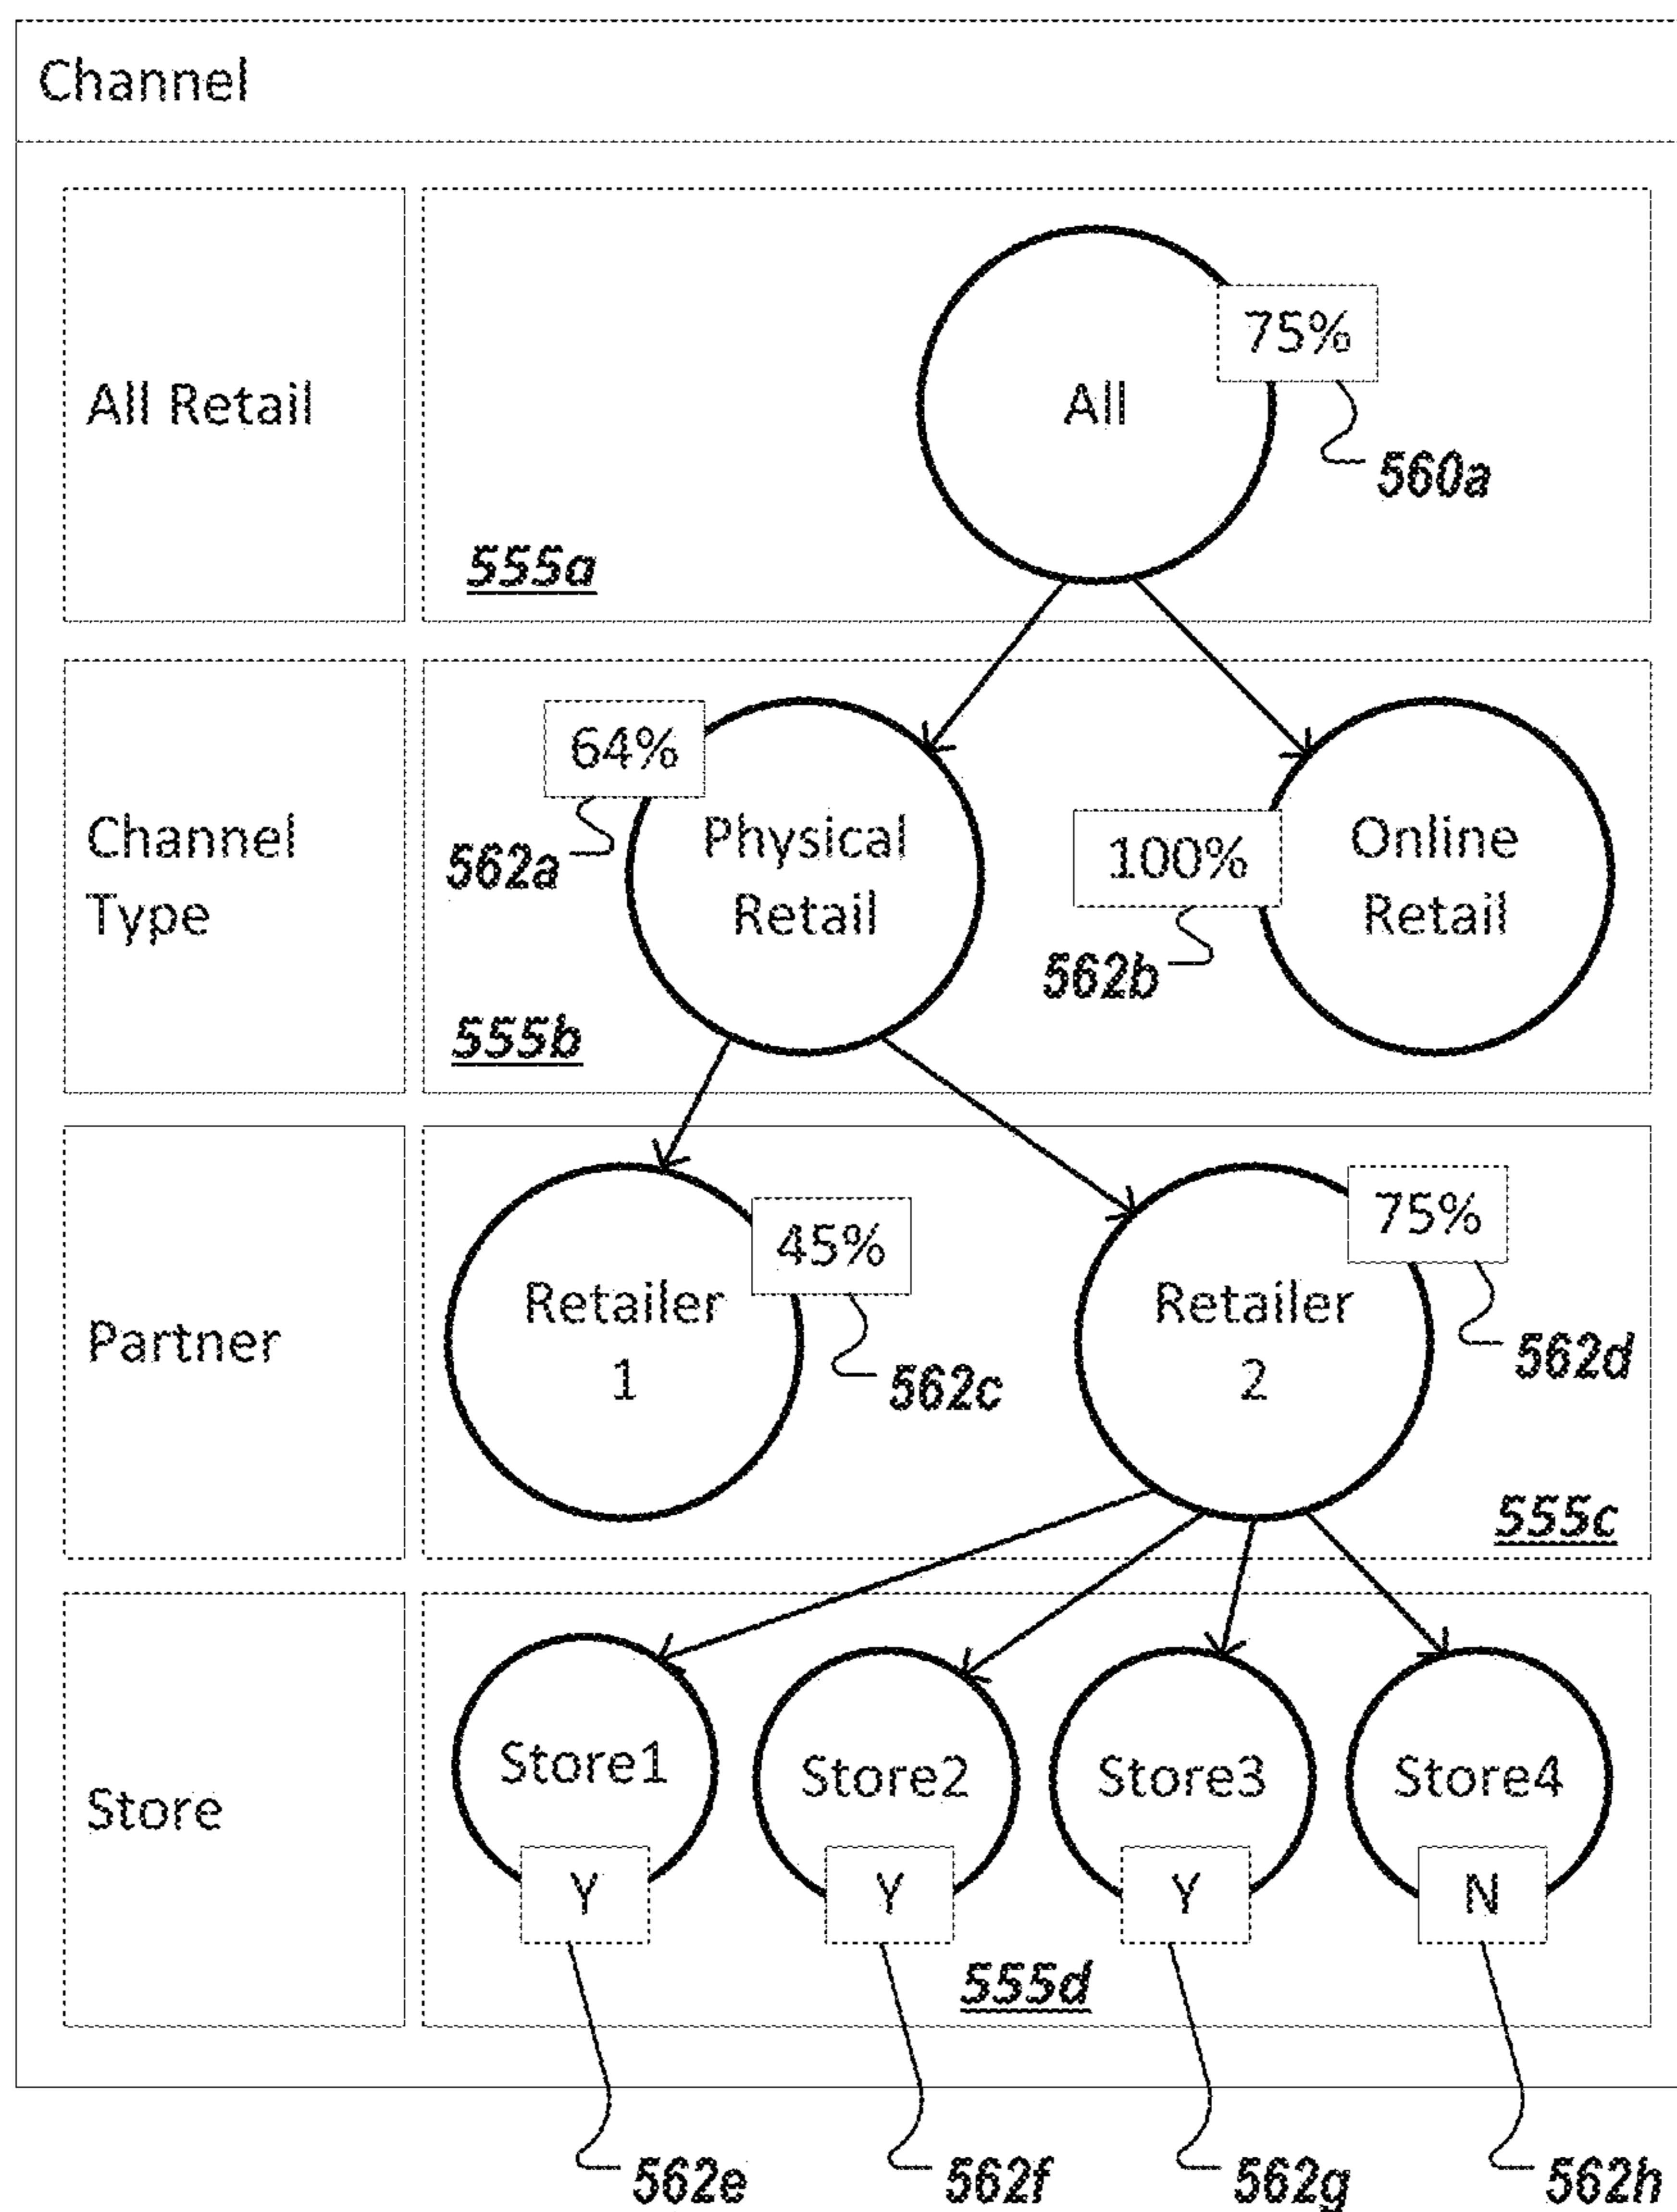 Channel
All Retail
All
75%
560a
555a
Channel
Type
64%
562a
Physical
Retail
100%
562b
Online
Retail
555b
Partner
Retailer
1
45%
562c
Retailer
2
75%
562d
555c
Store
Store1
Store2
Store3
Store4
Y
Y
Y
N
555d
562e
562f
562g
562h